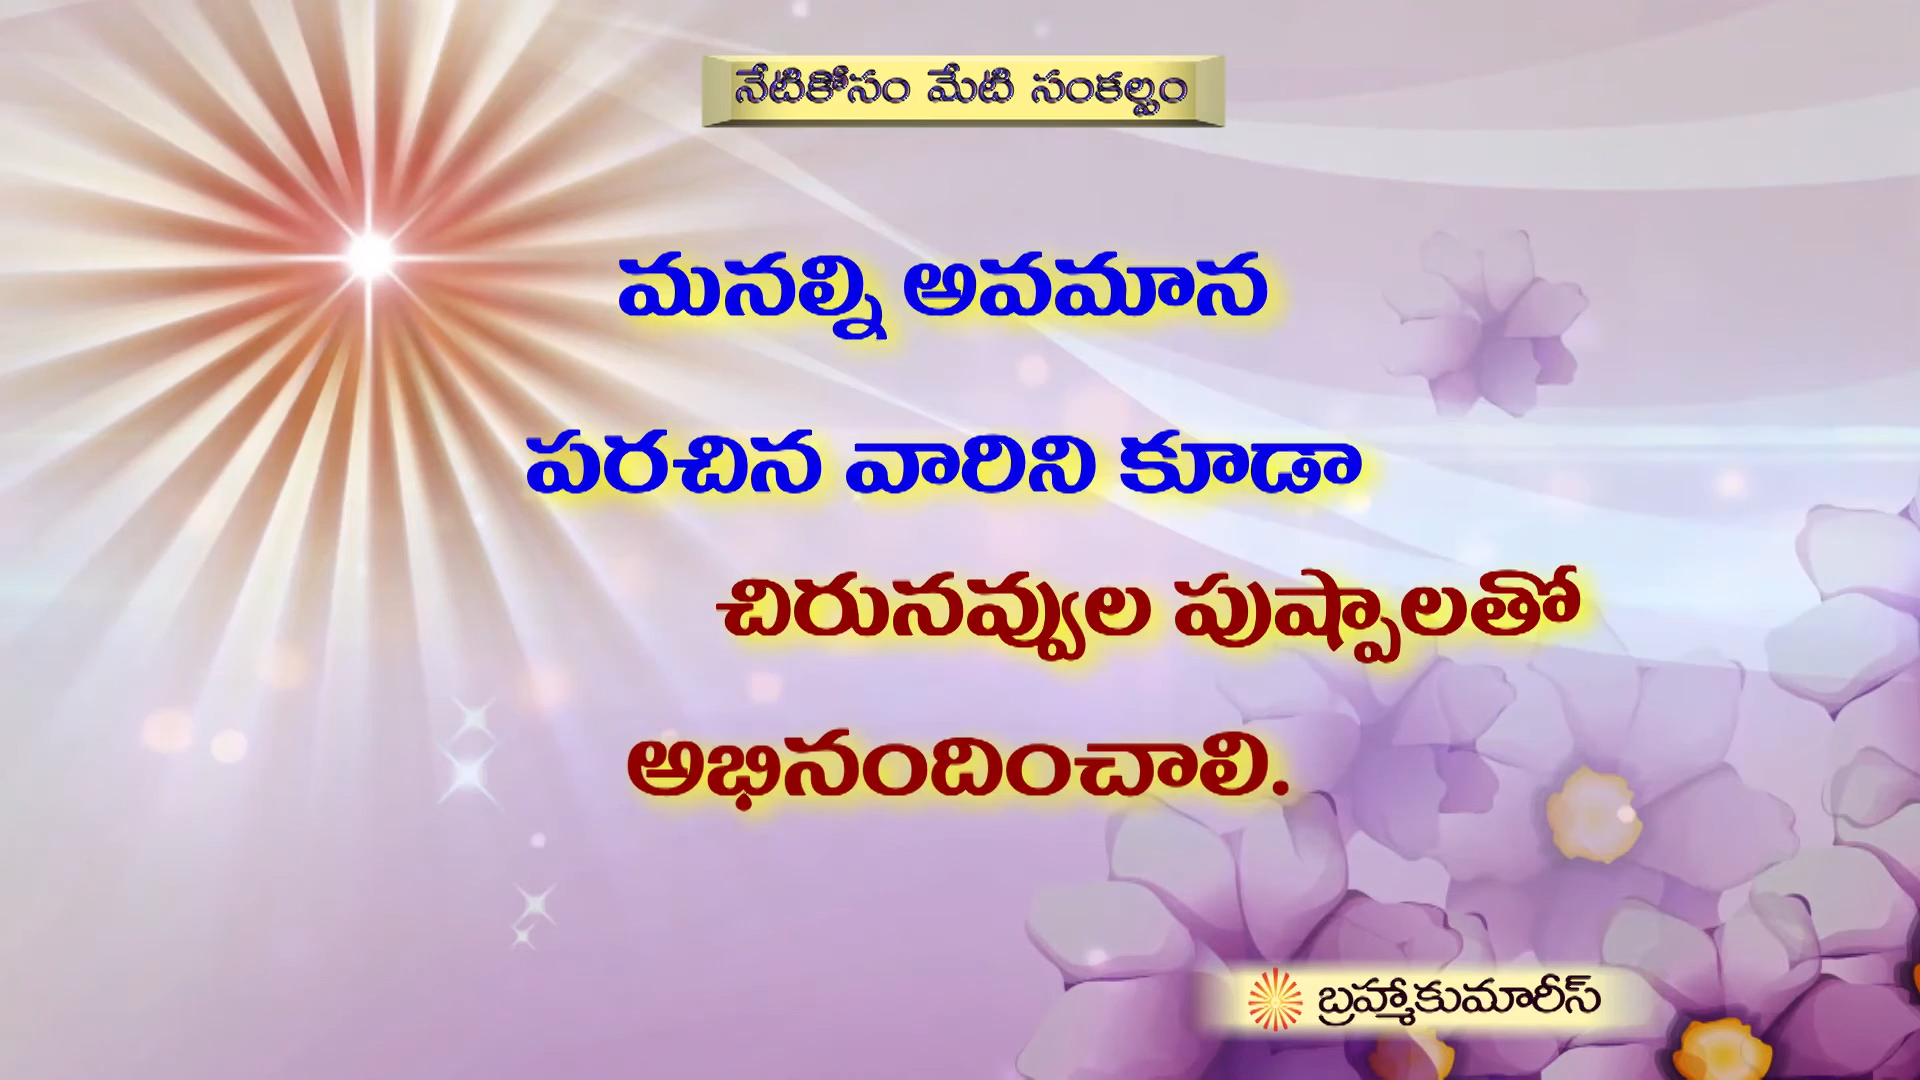 నేటికోసం మేటి సంకల్పం
మనల్ని అవమాన
పరచిన వారిని కూడా
చిరునవ్వుల పుష్పాలతో
అభినందించాలి.
బ్రహ్మాకుమారీస్